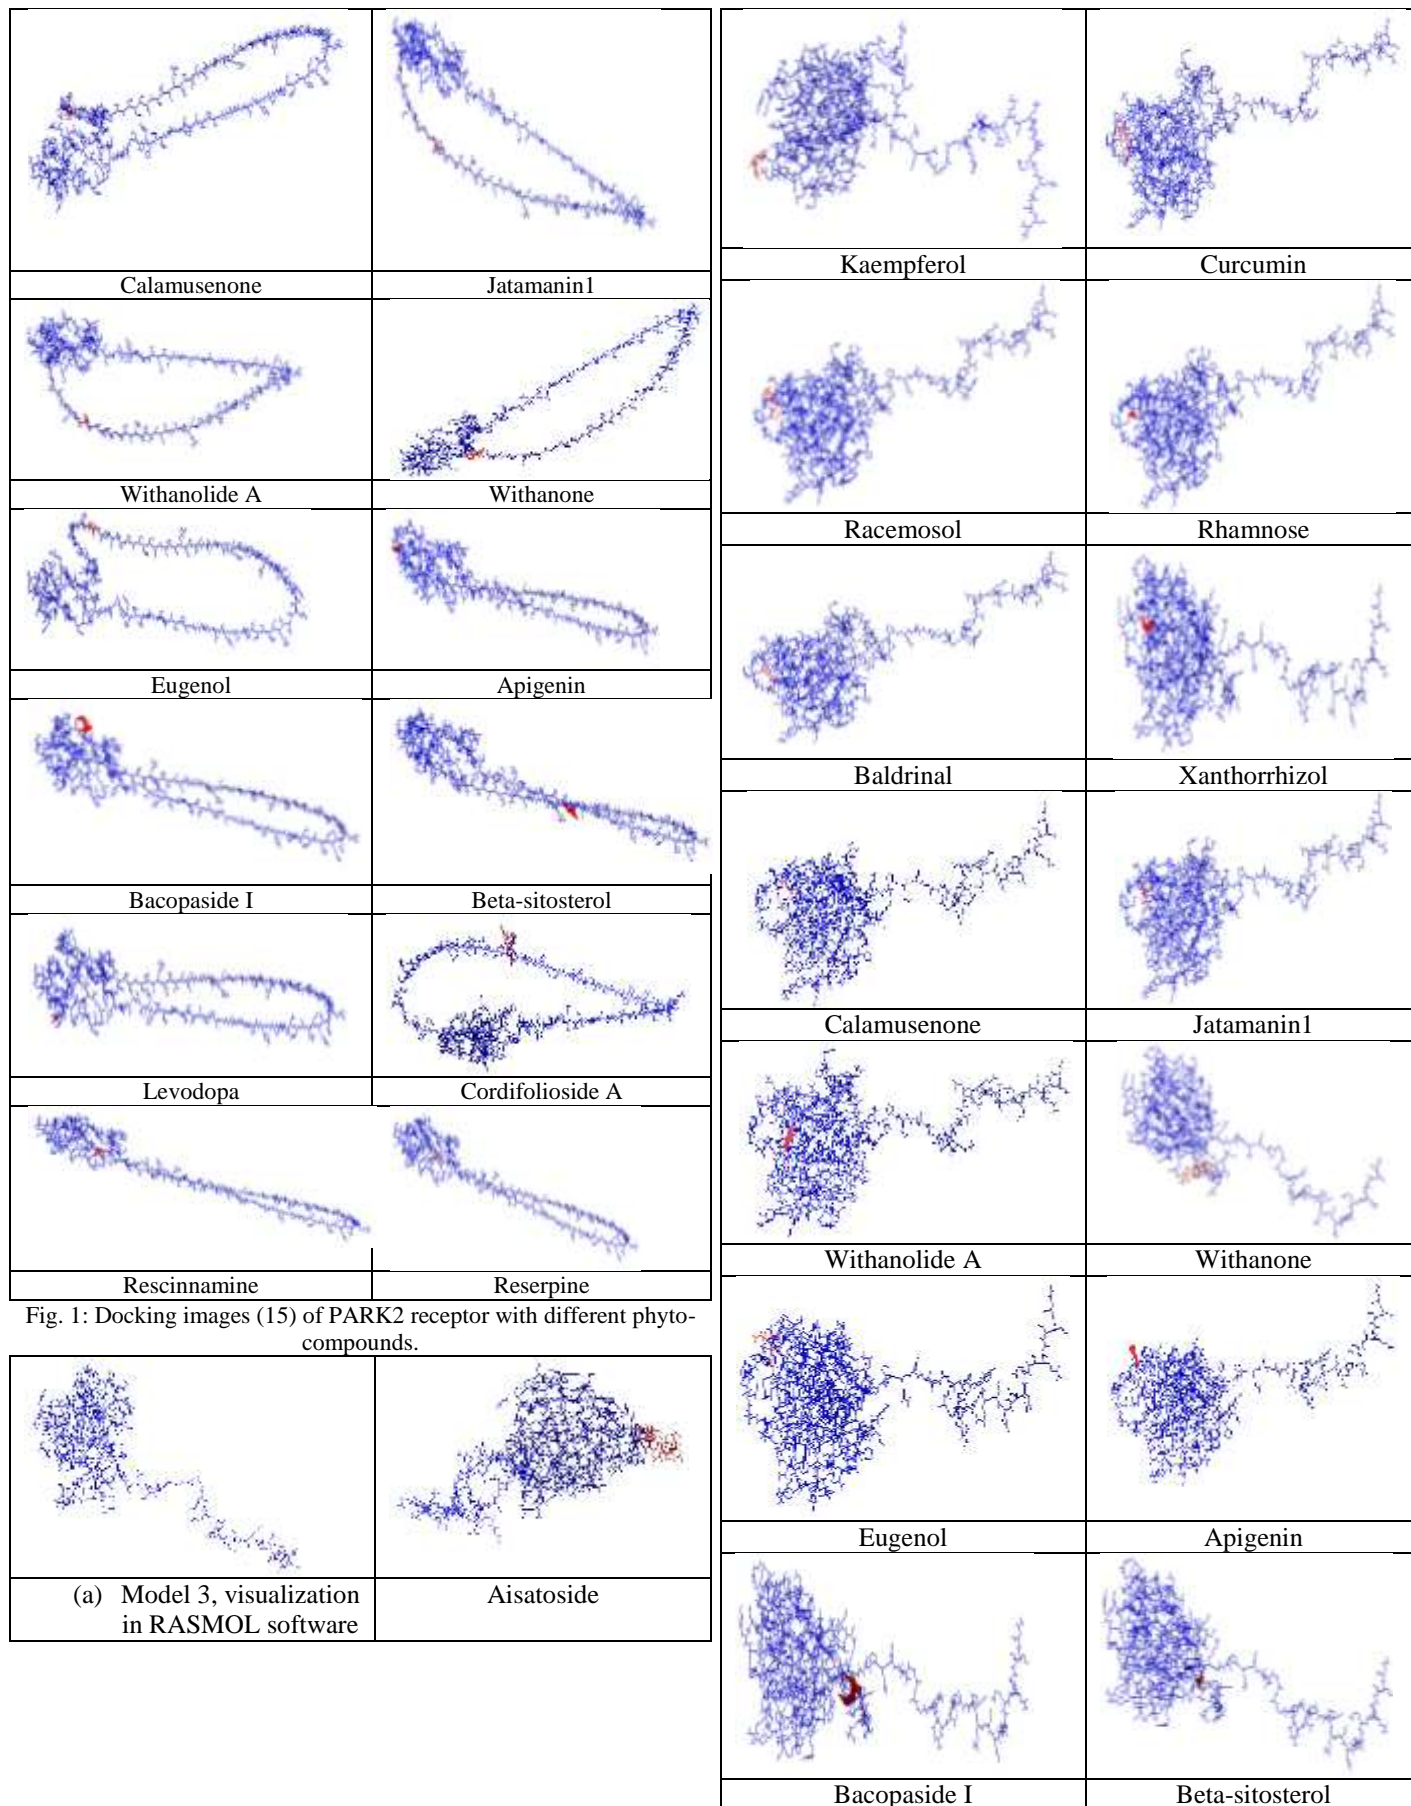 Calamusenone
Jatamanin1
Withanolide A
Withanone
Eugenol
Apigenin
Bacopaside I
Beta-sitosterol
Levodopa
Cordifolioside A
Rescinnamine
Reserpine
Fig. 1: Docking images (15) of PARK2 receptor with different phyto-
compounds.
(a) Model 3, visualization
in RASMOL software
Aisatoside
Kaempferol
Curcumin
Racemosol
Rhamnose
Baldrinal
Xanthorrhizol
Calamusenone
Jatamanin1
Withanolide A
Withanone
Eugenol
Apigenin
Bacopaside I
Beta-sitosterol